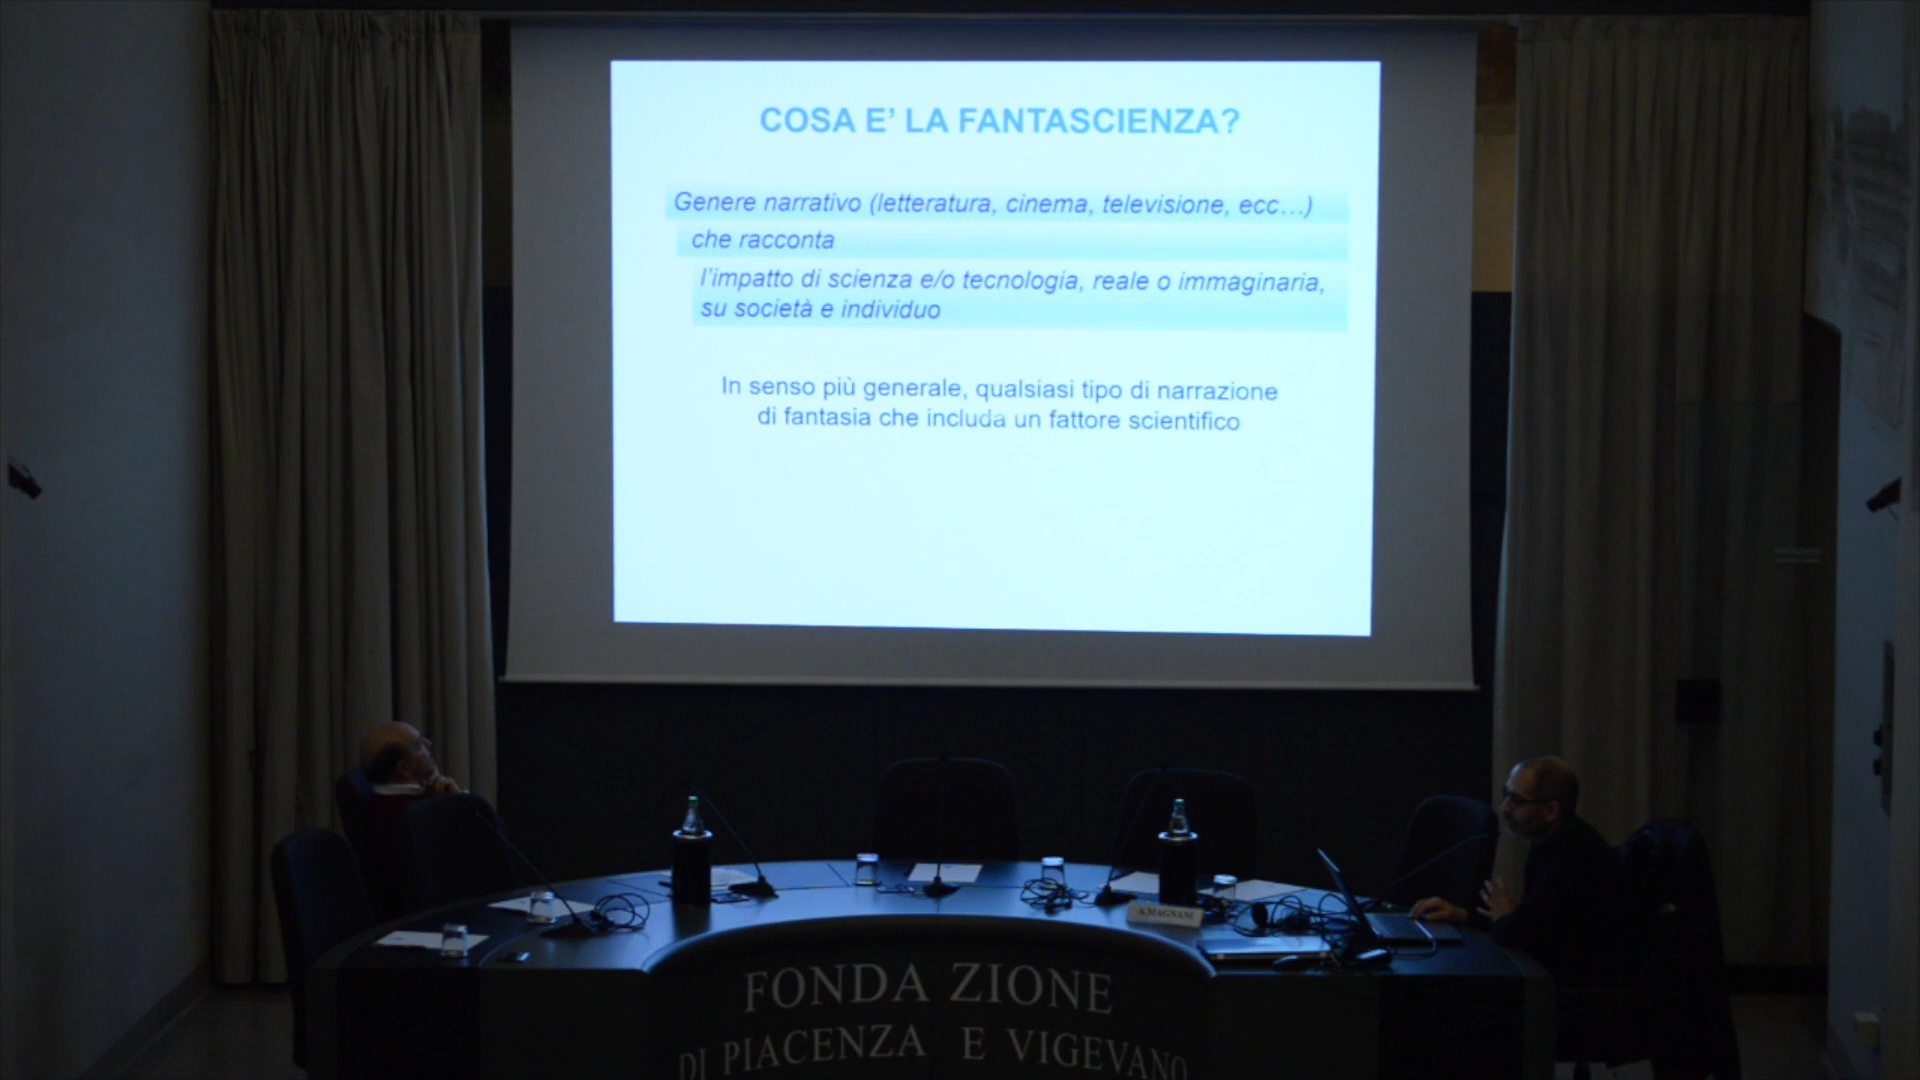 COSA E’ LA FANTASCIENZA?
Genere narrativo (letteratura, cinema, televisione, ecc…)
che racconta
l’impatto di scienza e/o tecnologia, reale o immaginaria,
su società e individuo
In senso più generale, qualsiasi tipo di narrazione
di fantasia che includa un fattore scientifico
A.MAGNANI
FONDAZIONE
DI PIACENZA E VIGEVANO